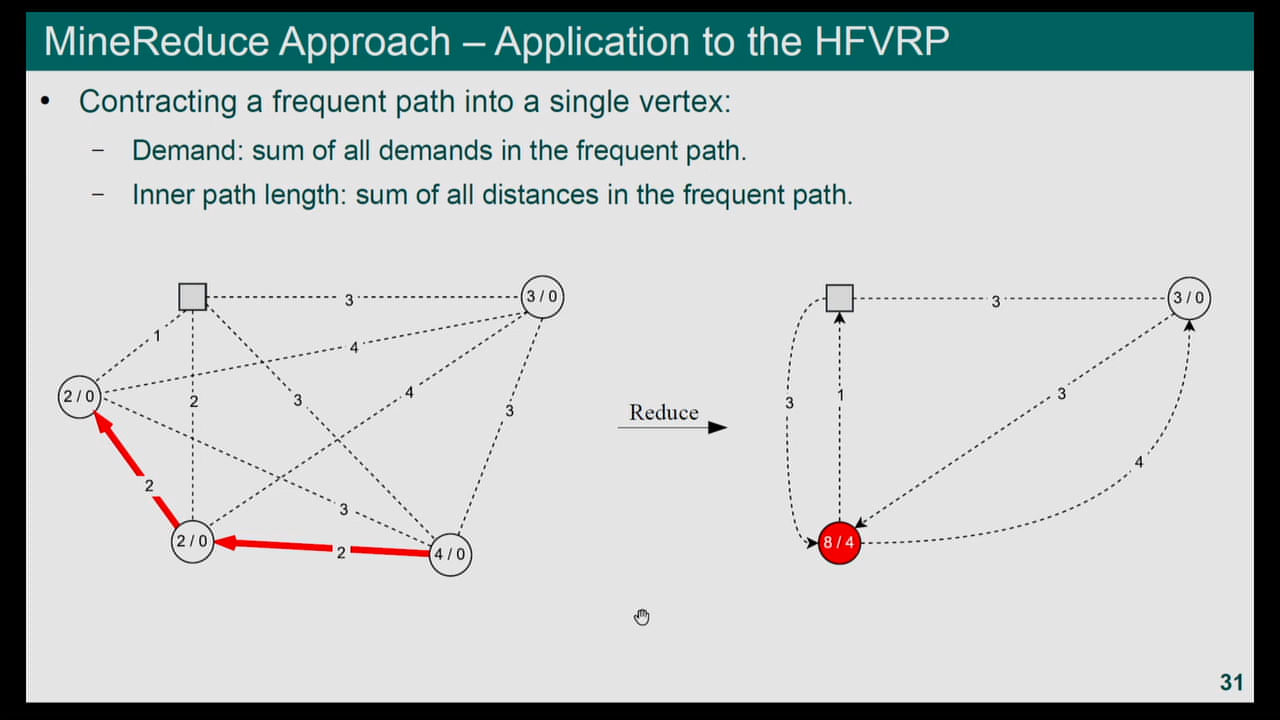 MineReduce Approach – Application to the HFVRP
• Contracting a frequent path into a single vertex:
– Demand: sum of all demands in the frequent path.
– Inner path length: sum of all distances in the frequent path.
3
3 / 0
3
3 / 0
1
4
2 / 0
2
3
4
3
Reduce
3
1
3
2
3
4
2 / 0
2
4 / 0
8 / 4
31